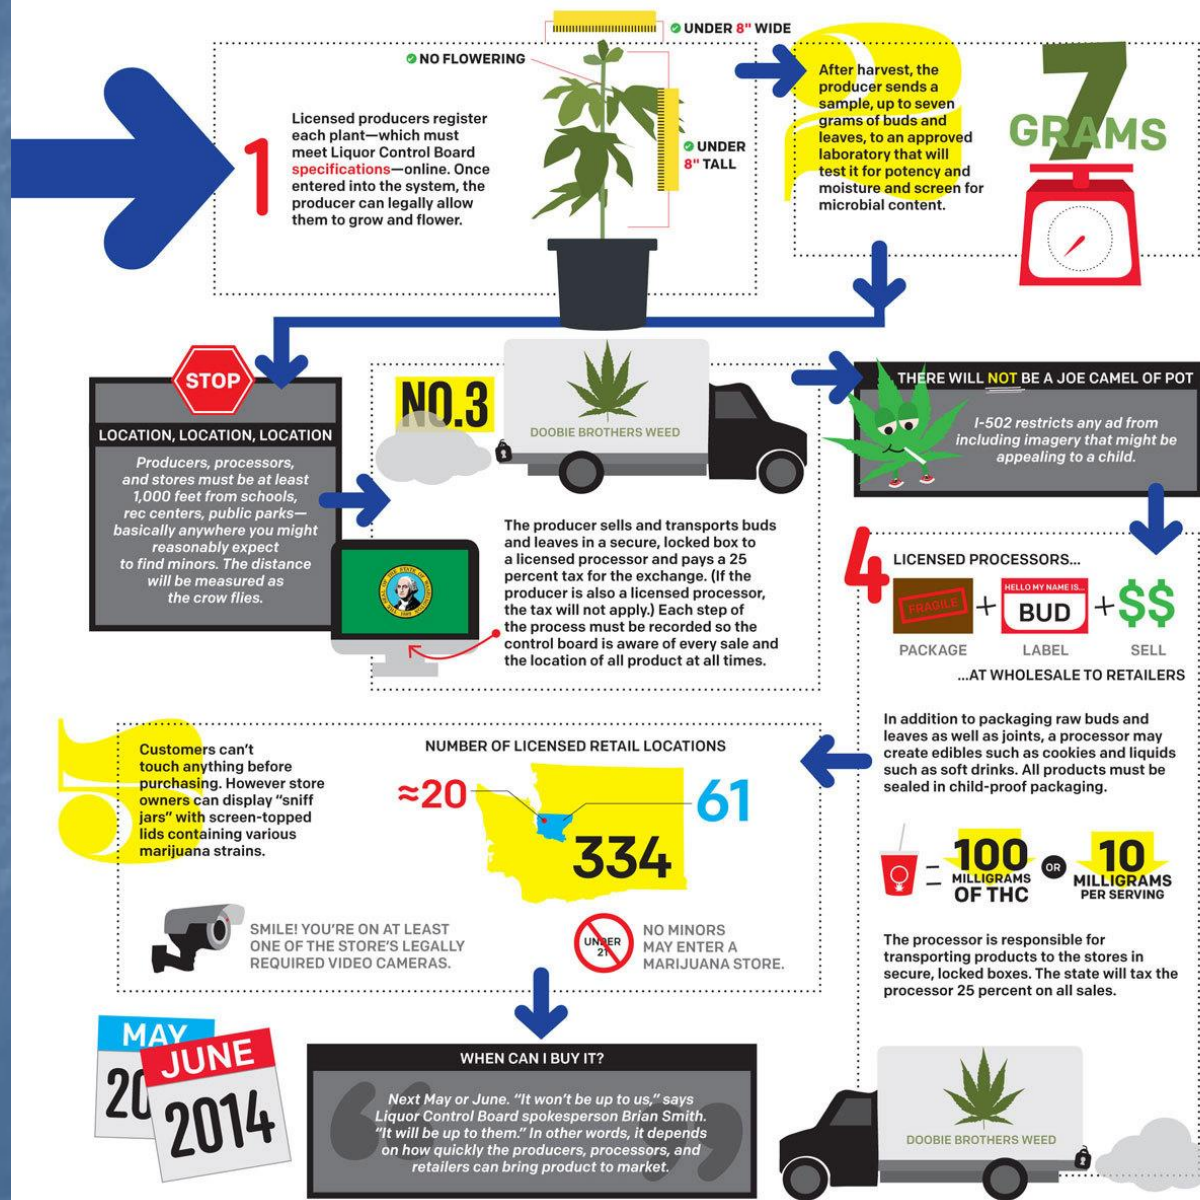 UNDER 8" WIDE
NO FLOWERING
UNDER
8" TALL
1
Licensed producers register
each plant—which must
meet Liquor Control Board
specifications—online. Once
entered into the system, the
producer can legally allow
them to grow and flower.
2
After harvest, the
producer sends a
sample, up to seven
grams of buds and
leaves, to an approved
laboratory that will
test it for potency and
moisture and screen for
microbial content.
7
GRAMS
STOP
LOCATION, LOCATION, LOCATION
Producers, processors,
and stores must be at least
1,000 feet from schools,
rec centers, public parks—
basically anywhere you might
reasonably expect
to find minors. The distance
will be measured as
the crow flies.
NO.3
DOOBIE BROTHERS WEED
The producer sells and transports buds
and leaves in a secure, locked box to
a licensed processor and pays a 25
percent tax for the exchange. (If the
producer is also a licensed processor,
the tax will not apply.) Each step of
the process must be recorded so the
control board is aware of every sale and
the location of all product at all times.
THERE WILL NOT BE A JOE CAMEL OF POT
I-502 restricts any ad from
including imagery that might be
appealing to a child.
4
LICENSED PROCESSORS...
FRAGILE
+
HELLO MY NAME IS...
BUD
+
$$
PACKAGE
LABEL
SELL
...AT WHOLESALE TO RETAILERS
In addition to packaging raw buds and
leaves as well as joints, a processor may
create edibles such as cookies and liquids
such as soft drinks. All products must be
sealed in child-proof packaging.
=
100
MILLIGRAMS
OF THC
OR
10
MILLIGRAMS
PER SERVING
The processor is responsible for
transporting products to the stores in
secure, locked boxes. The state will tax the
processor 25 percent on all sales.
DOOBIE BROTHERS WEED
5
Customers can't
touch anything before
purchasing. However store
owners can display "sniff
jars" with screen-topped
lids containing various
marijuana strains.
NUMBER OF LICENSED RETAIL LOCATIONS
≈20
61
334
SMILE! YOU'RE ON AT LEAST
ONE OF THE STORE'S LEGALLY
REQUIRED VIDEO CAMERAS.
UNDER
21
NO MINORS
MAY ENTER A
MARIJUANA STORE.
MAY
20
JUNE
2014
WHEN CAN I BUY IT?
Next May or June. "It won't be up to us," says
Liquor Control Board spokesperson Brian Smith.
"It will be up to them." In other words, it depends
on how quickly the producers, processors, and
retailers can bring product to market.